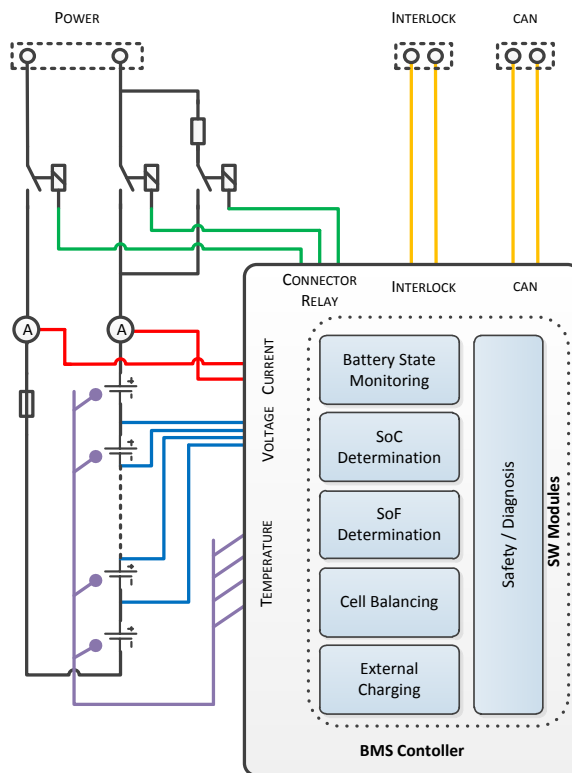 POWER
INTERLOCK
CAN
CONNECTOR
RELAY
INTERLOCK
CAN
A
A
CURRENT
VOLTAGE
TEMPERATURE
Battery State
Monitoring
SoC
Determination
SoF
Determination
Cell Balancing
External
Charging
Safety / Diagnosis
SW Modules
BMS Contoller